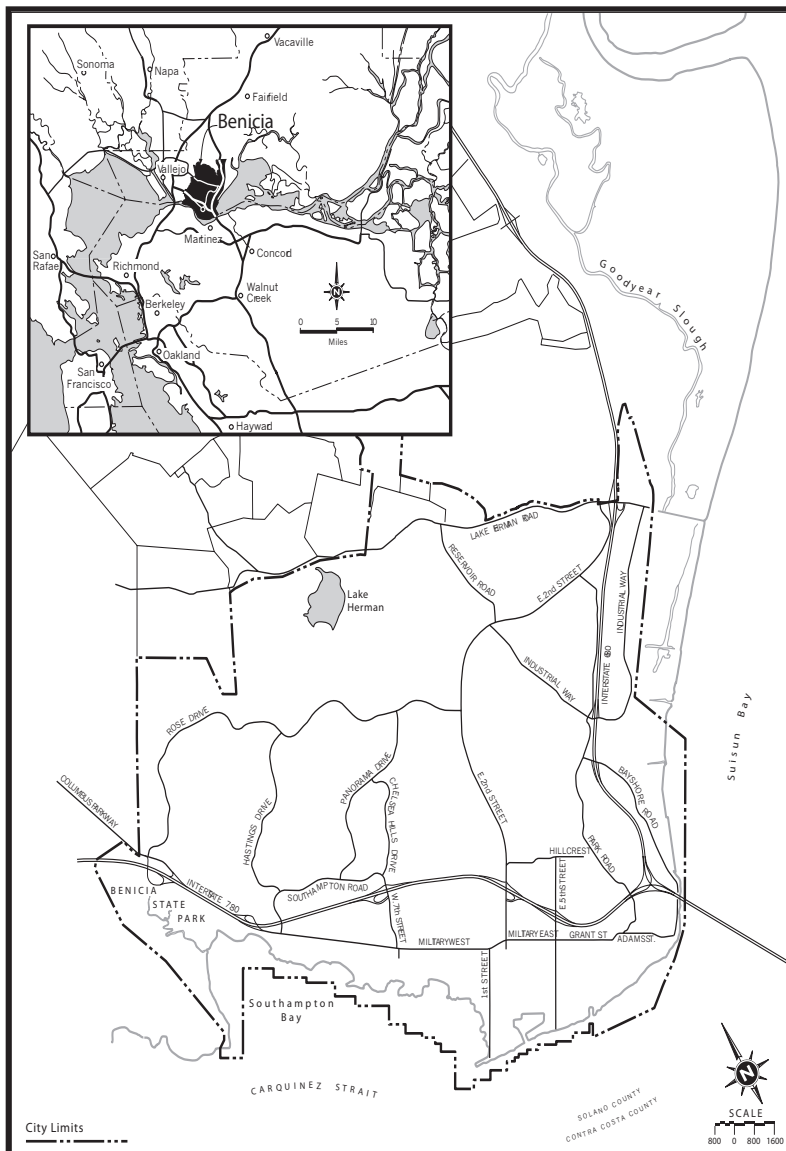 Vacaville
Sonoma
Napa
Fairfield
Benicia
Vallejo
Martinez
Concord
San
Rafael
Richmond
Walnut
Creek
N
Berkeley
0 5 10
Miles
Oakland
San
Francisco
Hayward
Goodyear Slough
LAKE HERMAN ROAD
RESERVOIR ROAD
E. 2nd STREET
INDUSTRIAL WAY
Lake
Herman
INTERSTATE 680
INDUSTRIAL WAY
ROSE DRIVE
Suisun Bay
COLUMBUS PARKWAY
HASTINGS DRIVE
PANORAMA DRIVE
CHELSEA HILLS DRIVE
E. 2nd STREET
BAYSHORE ROAD
PARK ROAD
HILLCREST
BENICIA
STATE
PARK
INTERSTATE 780
SOUTHAMPTON ROAD
W. 7th STREET
E. 5th STREET
MILITARY WEST
MILITARY EAST
GRANT ST
ADAMS ST.
1st STREET
Southampton
Bay
CARQUINEZ STRAIT
SOLANO COUNTY
CONTRA COSTA COUNTY
N
SCALE
800 0 800 1600
City Limits